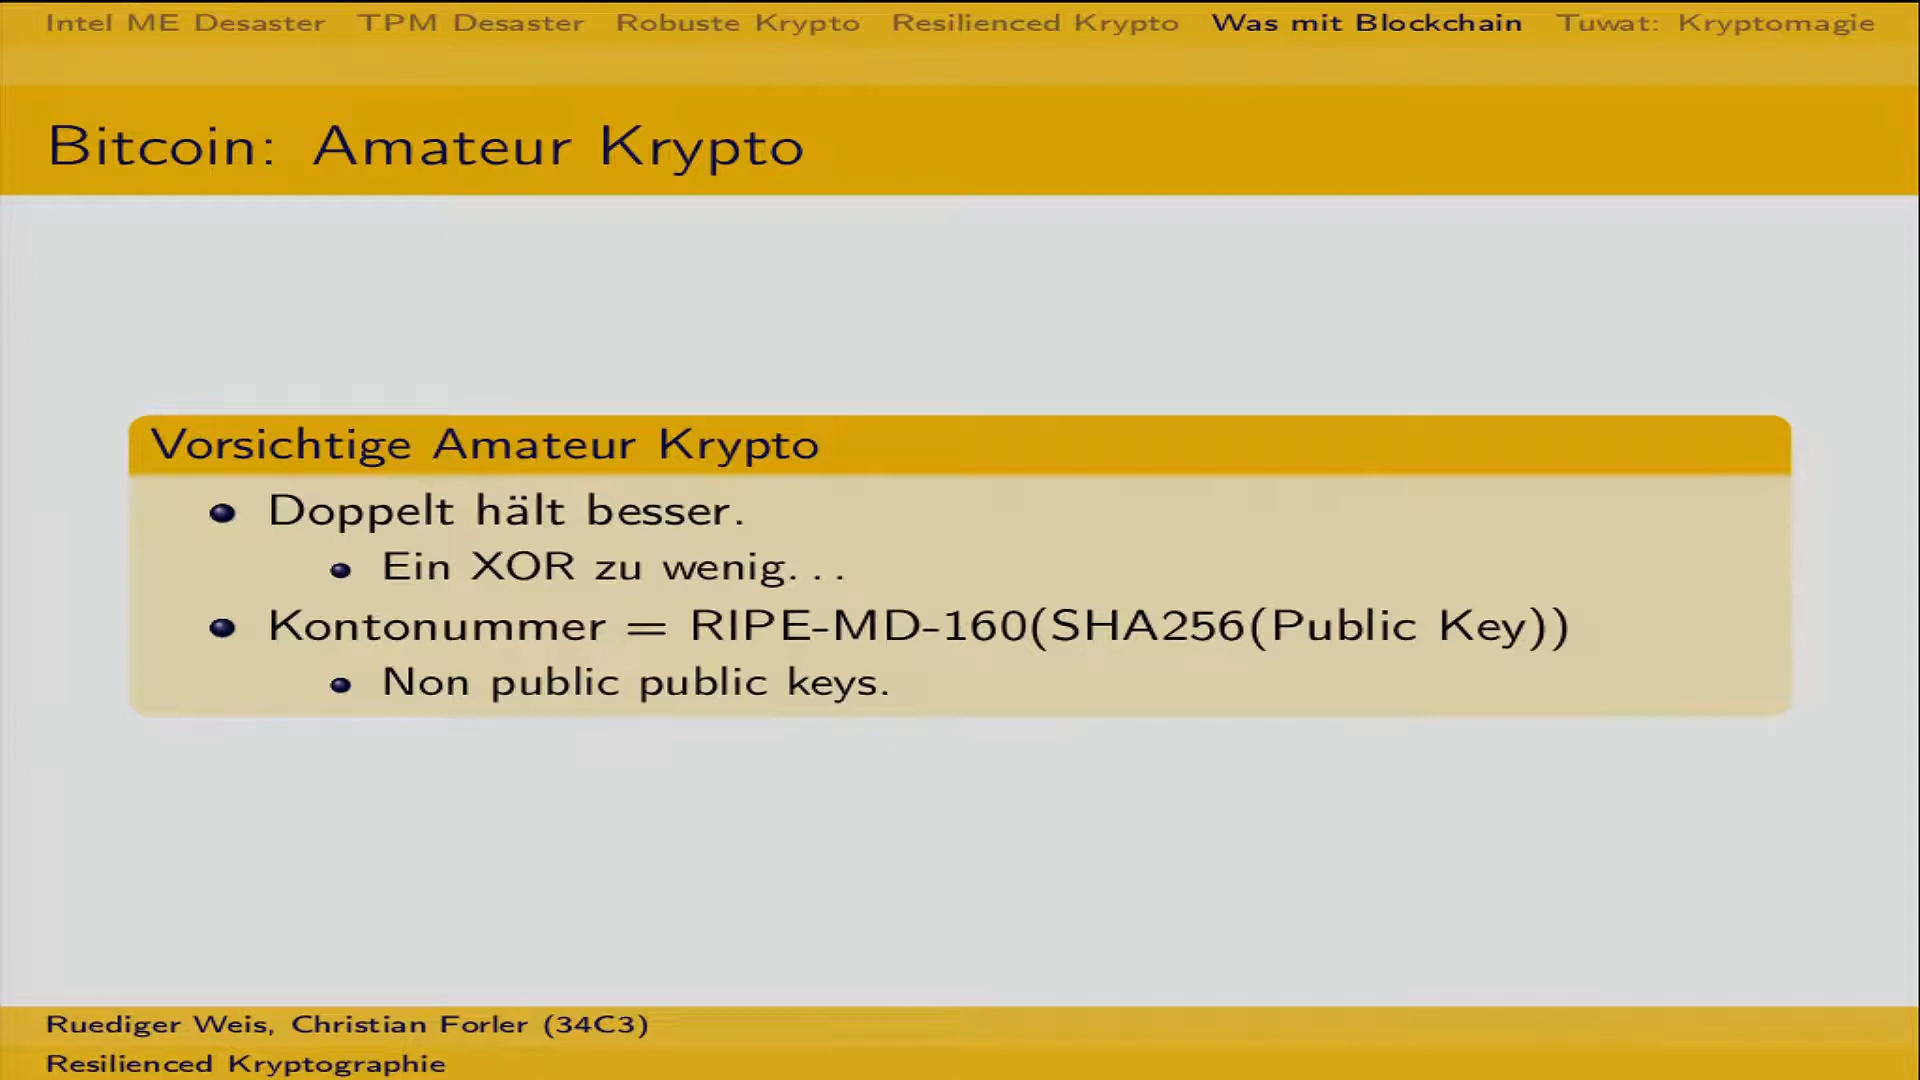 Intel ME Desaster TPM Desaster Robuste Krypto Resilienced Krypto Was mit Blockchain Tuwat: Kryptomagie
Bitcoin: Amateur Krypto
Vorsichtige Amateur Krypto
Doppelt hält besser.
Ein XOR zu wenig...
Kontonummer = RIPE-MD-160(SHA256(Public Key))
Non public public keys.
Ruediger Weis, Christian Forler (34C3)
Resilienced Kryptographie